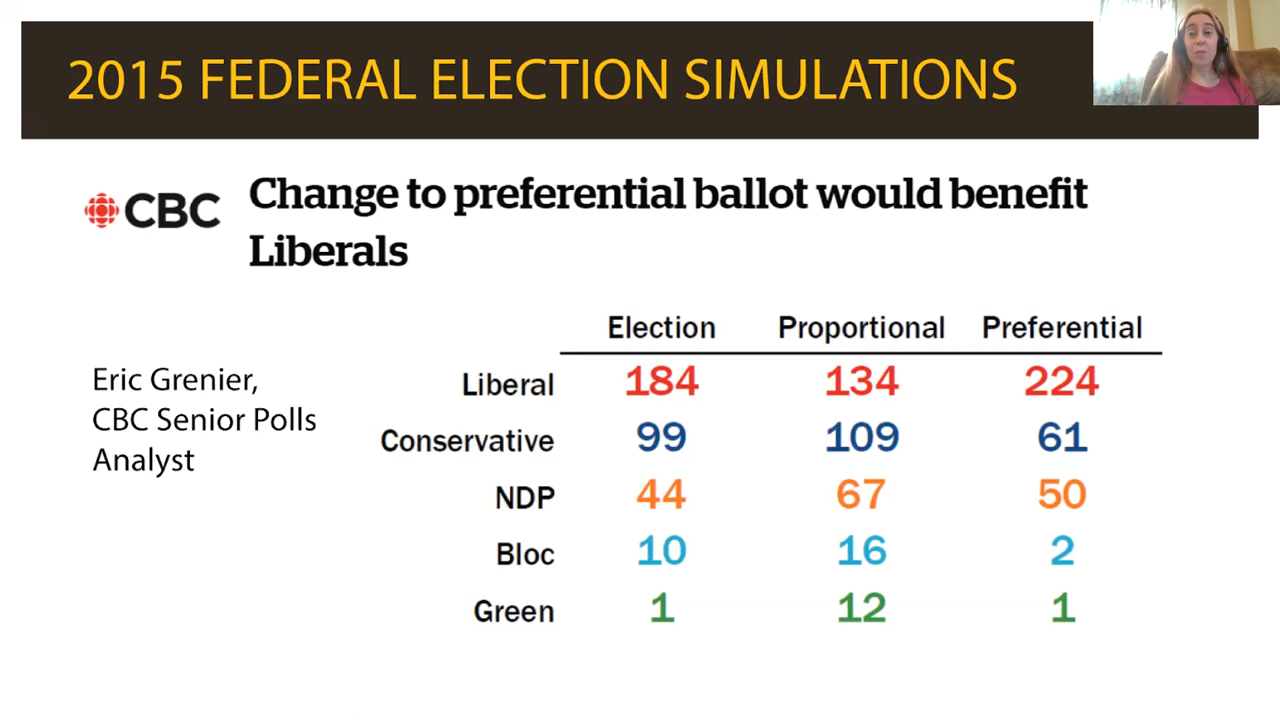 2015 FEDERAL ELECTION SIMULATIONS
CBC
Change to preferential ballot would benefit
Liberals
Eric Grenier,
CBC Senior Polls
Analyst
Election Proportional Preferential
Liberal 184 134 224
Conservative 99 109 61
NDP 44 67 50
Bloc 10 16 2
Green 1 12 1